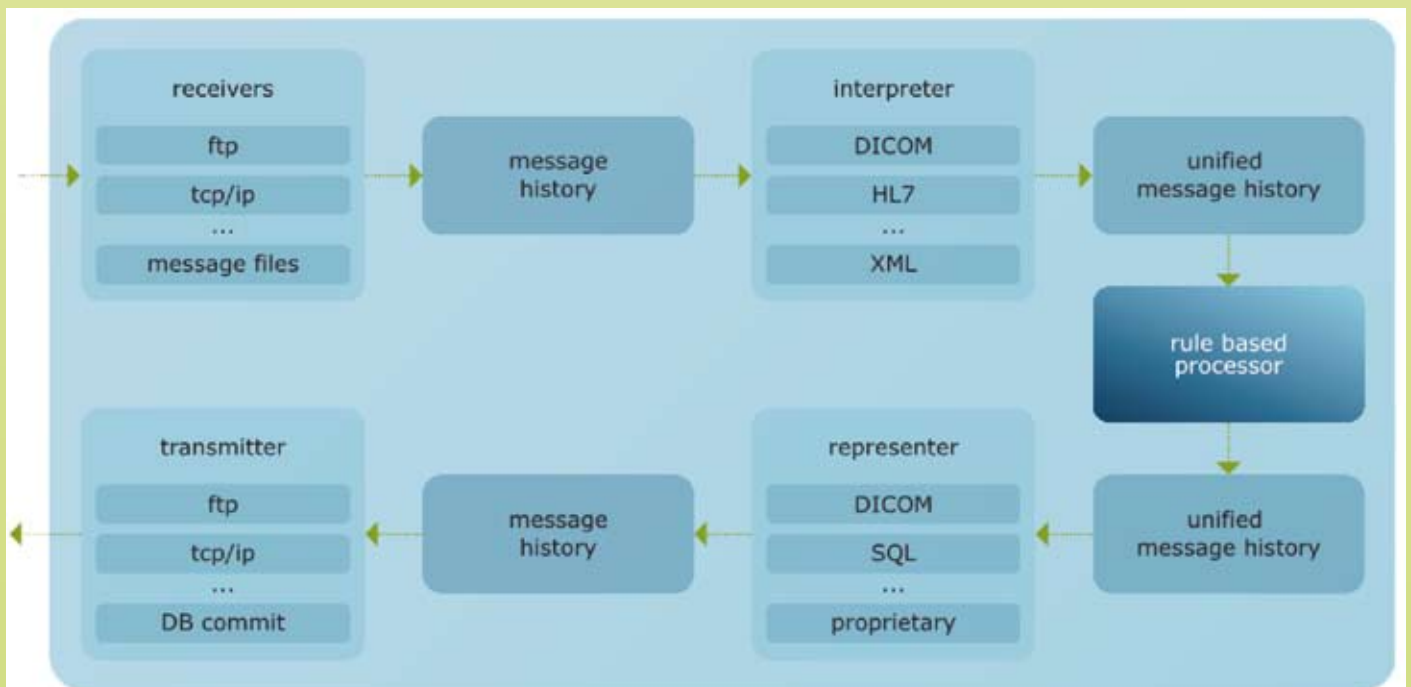 receivers
ftp
tcp/ip
...
message files
message
history
interpreter
DICOM
HL7
...
XML
unified
message history
rule based
processor
transmitter
ftp
tcp/ip
...
DB commit
message
history
representer
DICOM
SQL
...
proprietary
unified
message history